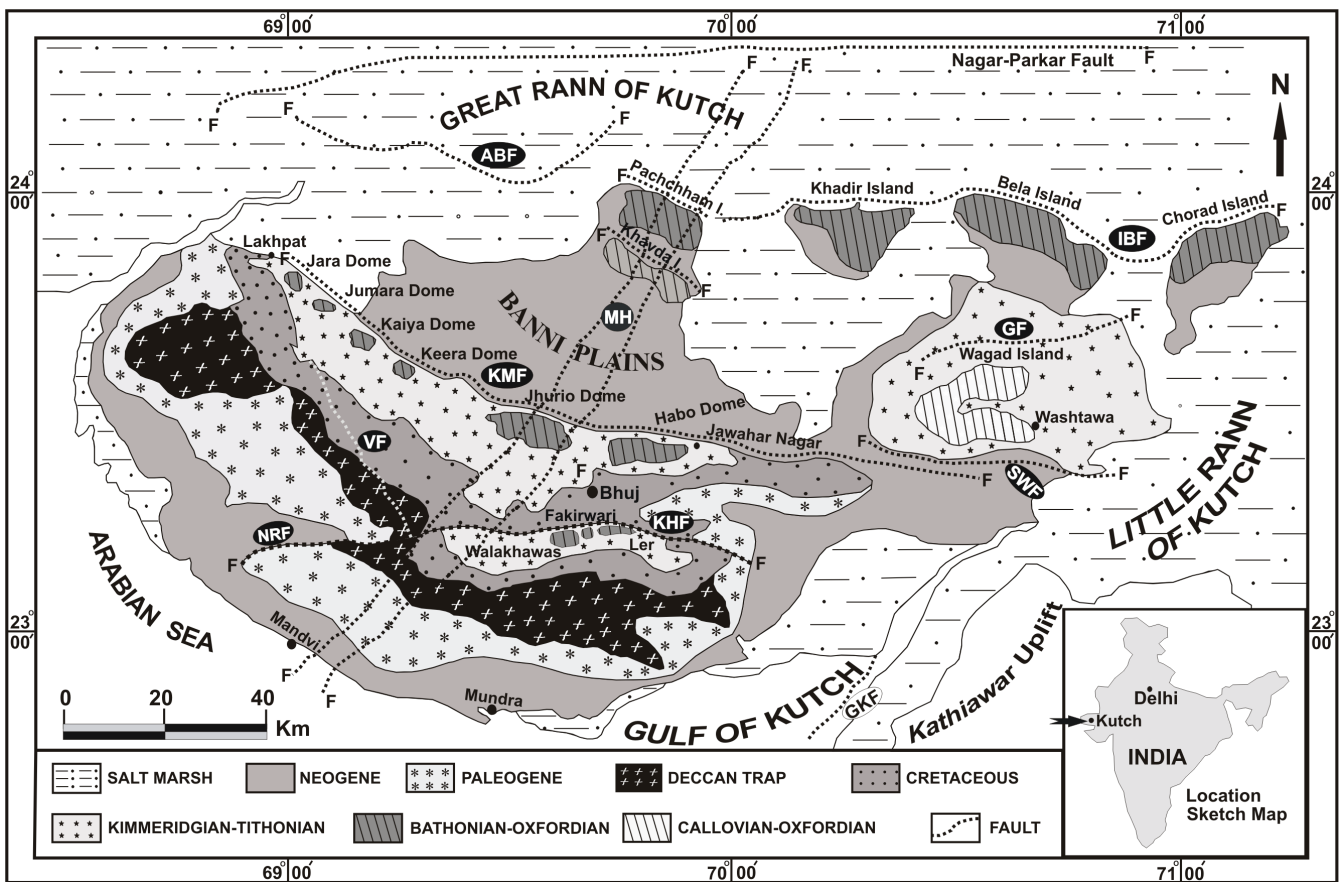 69°00′ 70°00′ 71°00′
Nagar-Parkar Fault
F
F
F
F
F
F
F
GREAT RANN OF KUTCH
N
ABF
24°00′
24°00′
F
Pachchham I.
Khadir Island
Bela Island
Chorad Island
F
IBF
F
Khavda I.
F
Lakhpat
F
Jara Dome
Jumara Dome
Kaiya Dome
Keera Dome
KMF
Jhurio Dome
Habo Dome
Jawahar Nagar
BANNI PLAINS
MH
GF
F
Wagad Island
F
Washtawa
F
F
F
SWF
VF
F
Bhuj
Fakirwari
KHF
Walakhawas
Ler
F
NRF
F
LITTLE RANN
OF KUTCH
ARABIAN SEA
23°00′
23°00′
Mandvi
F
F
Mundra
GULF OF KUTCH
GKF
Kathiawar Uplift
0 20 40
Km
Delhi
Kutch
INDIA
Location
Sketch Map
SALT MARSH NEOGENE PALEOGENE DECCAN TRAP CRETACEOUS
KIMMERIDGIAN-TITHONIAN BATHONIAN-OXFORDIAN CALLOVIAN-OXFORDIAN FAULT
69°00′ 70°00′ 71°00′